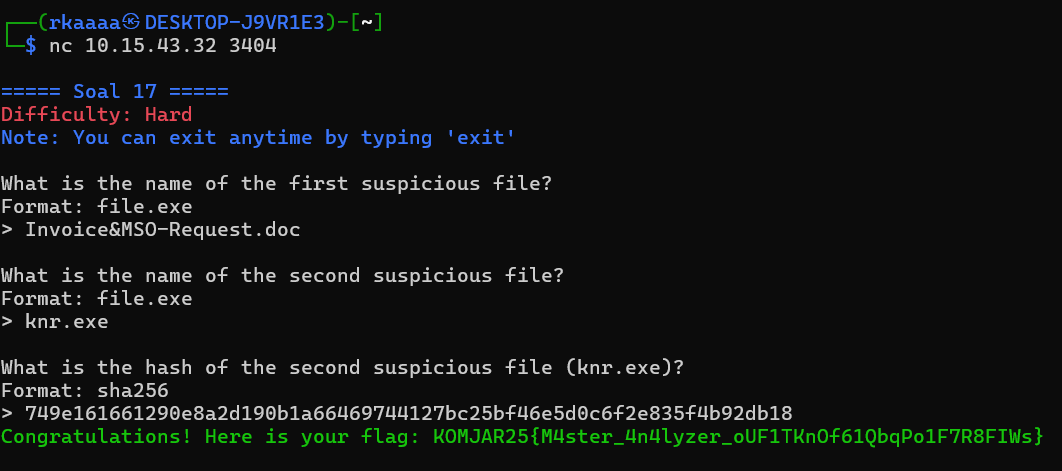 ┌──(rkaaaa㉿DESKTOP-J9VR1E3)-[~]
└─$ nc 10.15.43.32 3404
===== Soal 17 =====
Difficulty: Hard
Note: You can exit anytime by typing 'exit'
What is the name of the first suspicious file?
Format: file.exe
> Invoice&MSO-Request.doc
What is the name of the second suspicious file?
Format: file.exe
> knr.exe
What is the hash of the second suspicious file (knr.exe)?
Format: sha256
> 749e161661290e8a2d190b1a66469744127bc25bf46e5d0c6f2e835f4b92db18
Congratulations! Here is your flag: KOMJAR25{M4ster_4n4lyzer_oUF1TKnOf61QbqPo1F7R8FIWs}